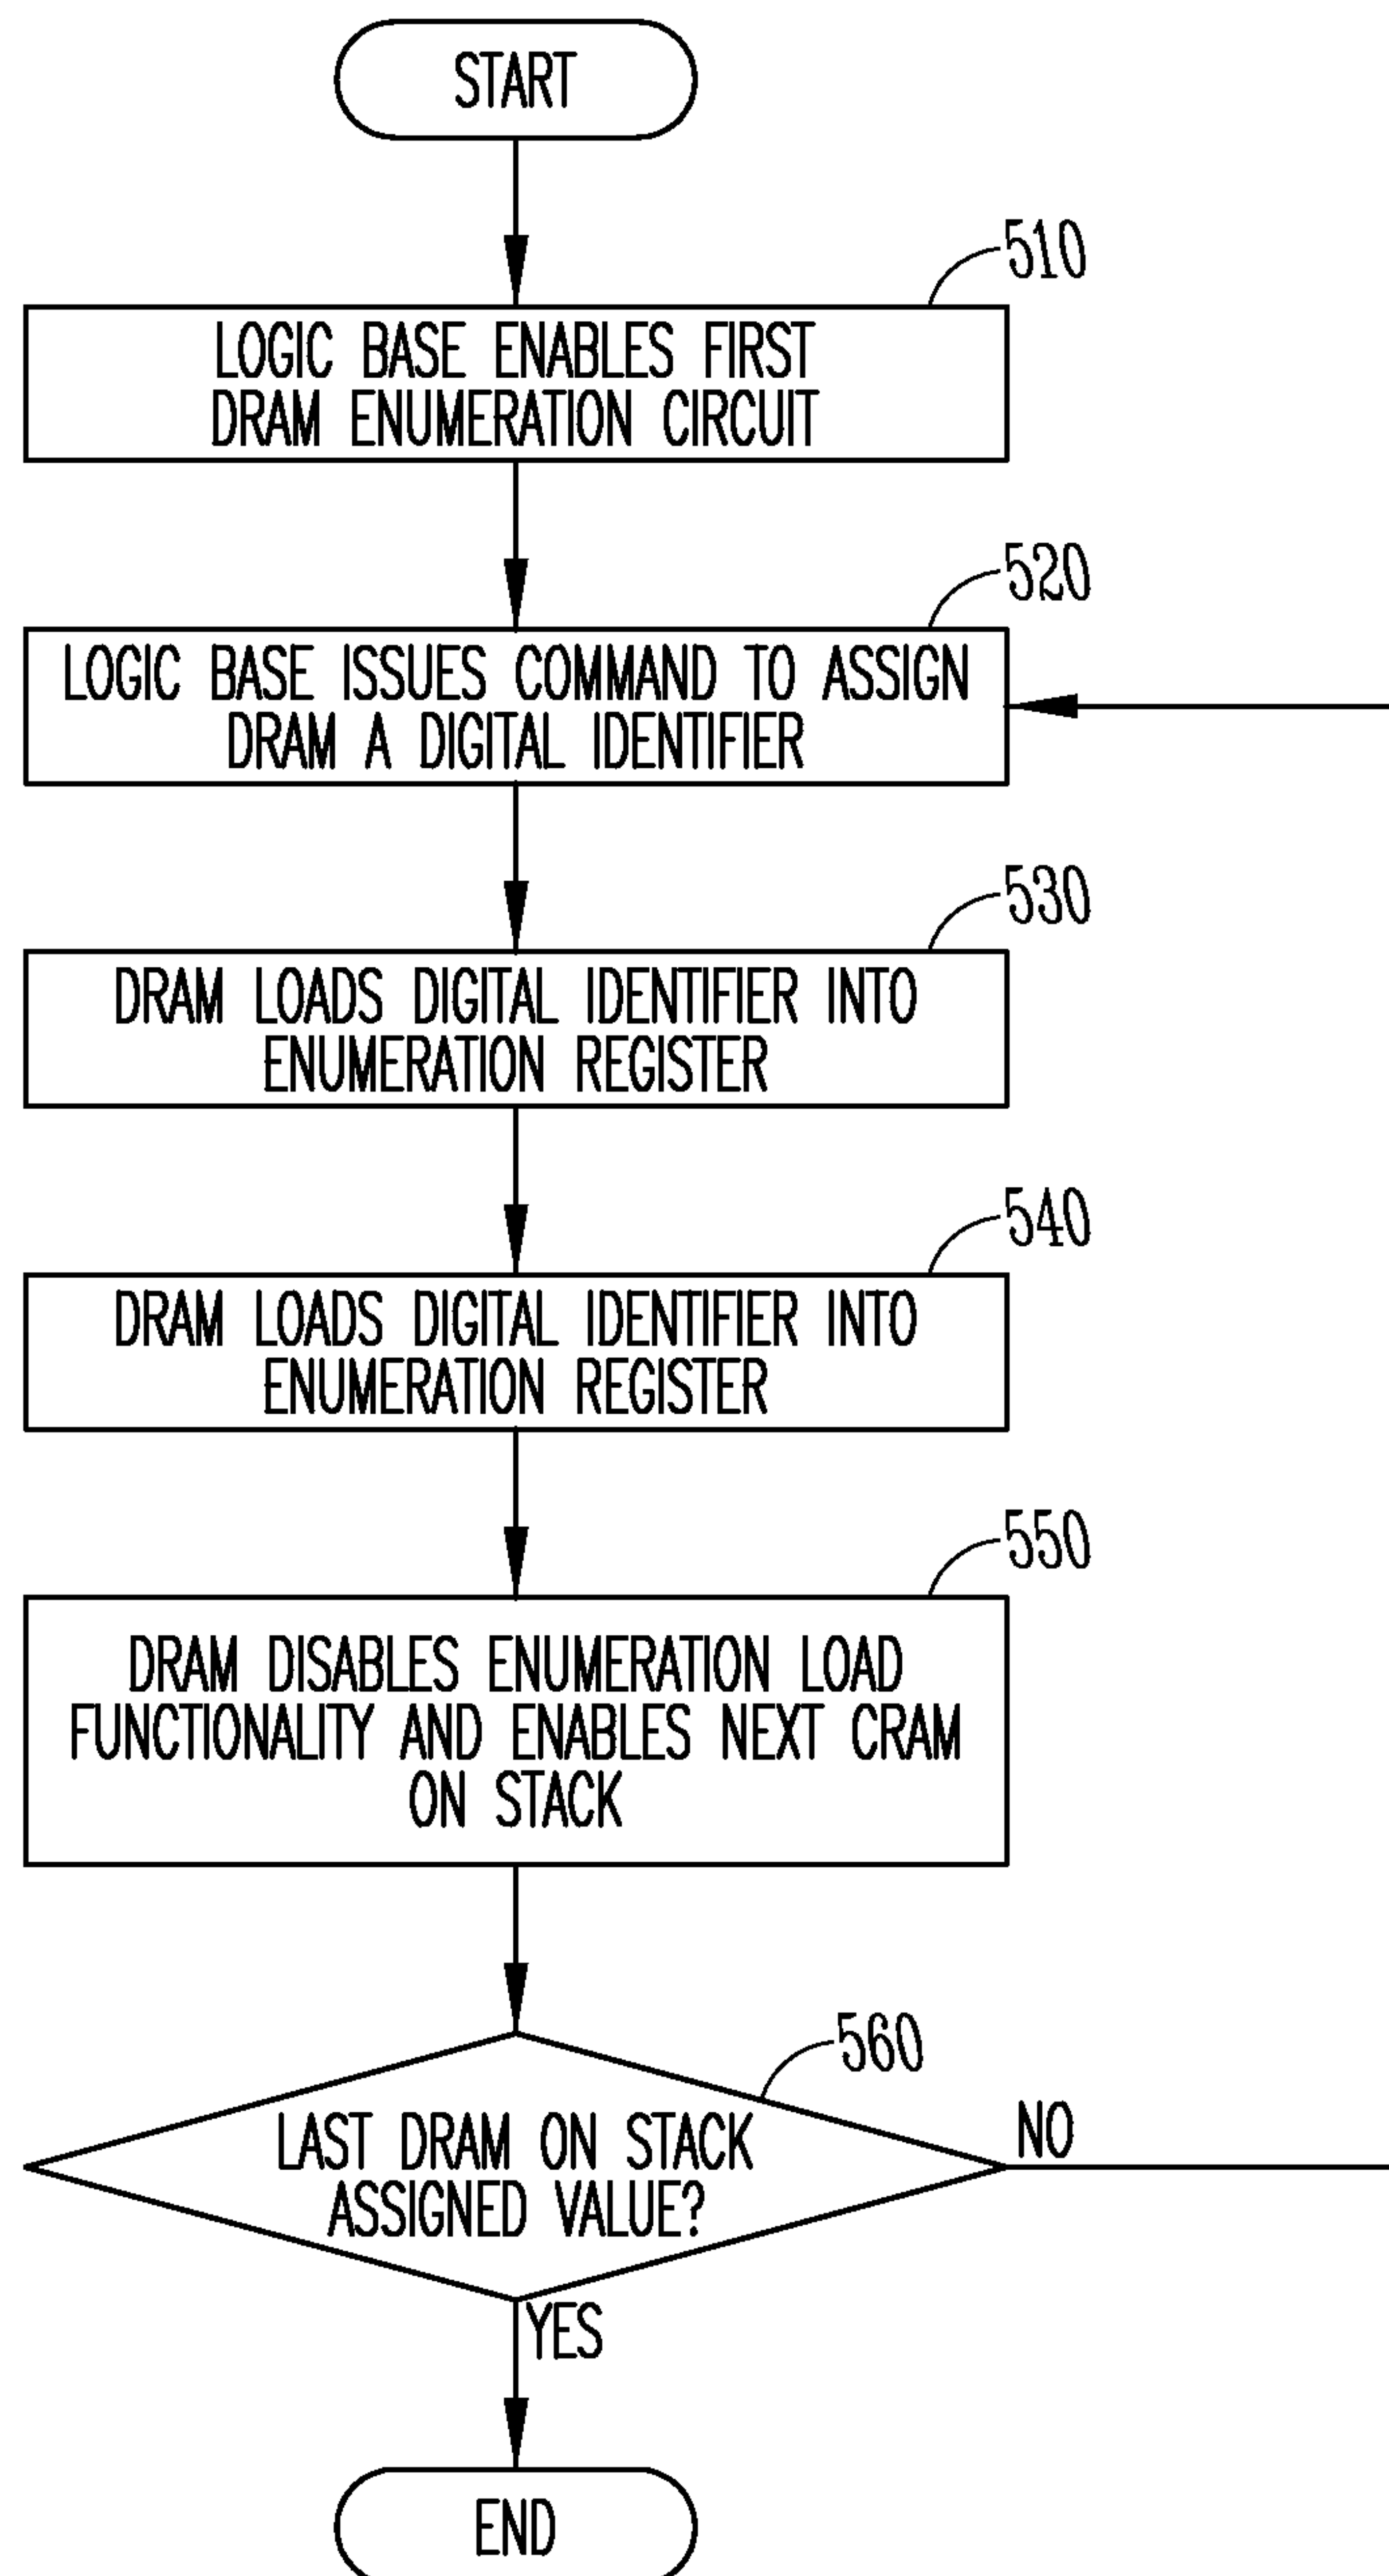 START
510
LOGIC BASE ENABLES FIRST
DRAM ENUMERATION CIRCUIT
520
LOGIC BASE ISSUES COMMAND TO ASSIGN
DRAM A DIGITAL IDENTIFIER
530
DRAM LOADS DIGITAL IDENTIFIER INTO
ENUMERATION REGISTER
540
DRAM LOADS DIGITAL IDENTIFIER INTO
ENUMERATION REGISTER
550
DRAM DISABLES ENUMERATION LOAD
FUNCTIONALITY AND ENABLES NEXT CRAM
ON STACK
560
LAST DRAM ON STACK
ASSIGNED VALUE?
NO
YES
END